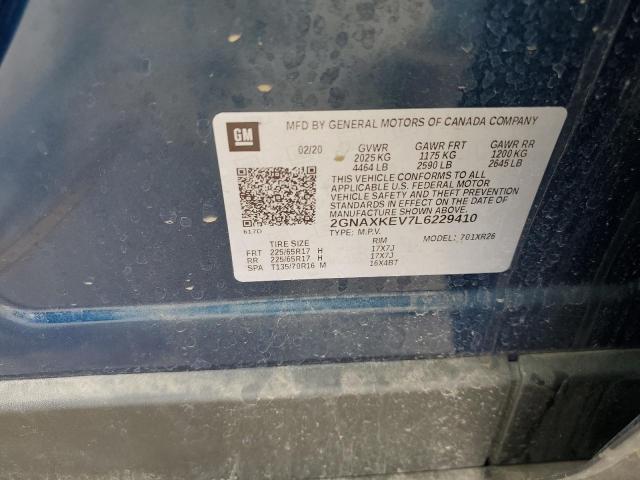 GM
MFD BY GENERAL MOTORS OF CANADA COMPANY
02/20 GVWR GAWR FRT GAWR RR
2025 KG 1175 KG 1200 KG
4464 LB 2590 LB 2645 LB
THIS VEHICLE CONFORMS TO ALL
APPLICABLE U.S. FEDERAL MOTOR
VEHICLE SAFETY AND THEFT PREVENTION
STANDARDS IN EFFECT ON THE DATE OF
MANUFACTURE SHOWN ABOVE.
2GNAXKEV7L6229410
617D TYPE: M.P.V. MODEL: 701XR26
TIRE SIZE RIM
FRT 225/65R17 H 17X7J
RR 225/65R17 H 17X7J
SPA T135/70R16 M 16X4BT